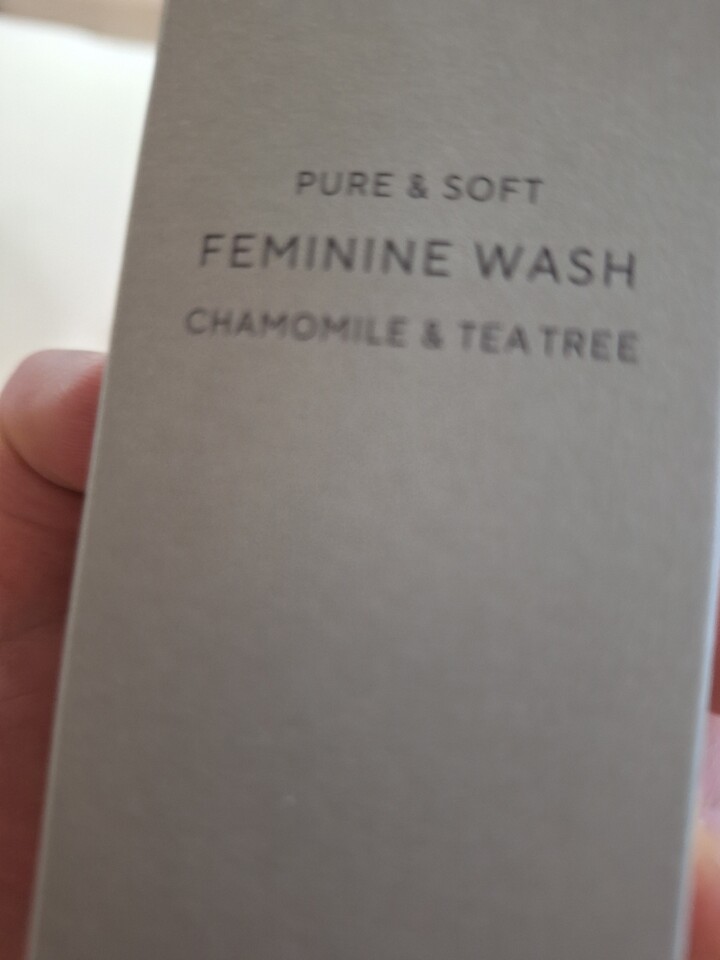 PURE & SOFT
FEMININE WASH
CHAMOMILE & TEA TREE